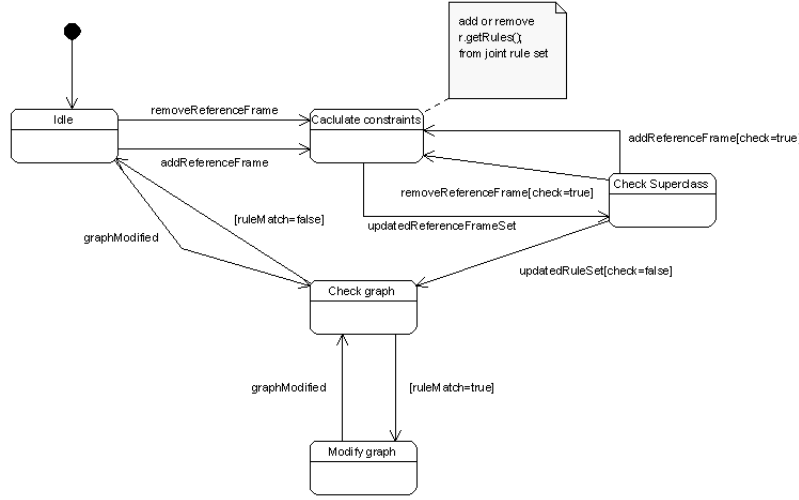 add or remove
r.getRules();
from joint rule set
removeReferenceFrame
Idle
Caclulate constraints
addReferenceFrame
addReferenceFrame[check=true
Check Superclass
removeReferenceFrame[check=true]
[ruleMatch=false]
updatedReferenceFrameSet
graphModified
updatedRuleSet[check=false]
Check graph
graphModified
[ruleMatch=true]
Modify graph